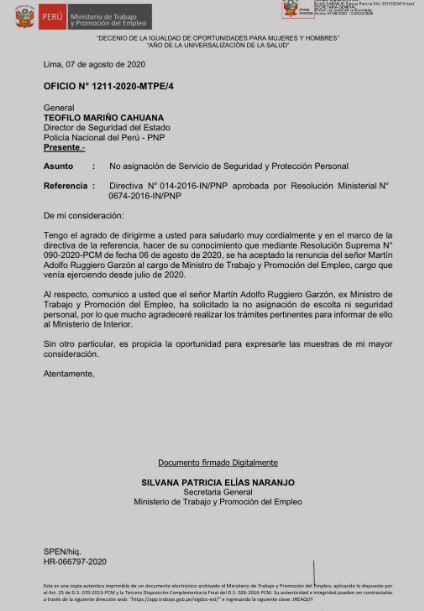 PERÚ
Ministerio de Trabajo
y Promoción del Empleo
"DECENIO DE LA IGUALDAD DE OPORTUNIDADES PARA MUJERES Y HOMBRES"
"AÑO DE LA UNIVERSALIZACIÓN DE LA SALUD"
Lima, 07 de agosto de 2020
OFICIO N° 1211-2020-MTPE/4
General
TEOFILO MARIÑO CAHUANA
Director de Seguridad del Estado
Policía Nacional del Perú - PNP
Presente.-
Asunto : No asignación de Servicio de Seguridad y Protección Personal
Referencia : Directiva N° 014-2016-IN/PNP aprobada por Resolución Ministerial N°
0674-2016-IN/PNP
De mi consideración:
Tengo el agrado de dirigirme a usted para saludarlo muy cordialmente y en el marco de la
directiva de la referencia, hacer de su conocimiento que mediante Resolución Suprema N°
090-2020-PCM de fecha 06 de agosto de 2020, se ha aceptado la renuncia del señor Martín
Adolfo Ruggiero Garzón al cargo de Ministro de Trabajo y Promoción del Empleo, cargo que
venía ejerciendo desde julio de 2020.
Al respecto, comunico a usted que el señor Martín Adolfo Ruggiero Garzón, ex Ministro de
Trabajo y Promoción del Empleo, ha solicitado la no asignación de escolta ni seguridad
personal, por lo que mucho agradeceré realizar los trámites pertinentes para informar de ello
al Ministerio de Interior.
Sin otro particular, es propicia la oportunidad para expresarle las muestras de mi mayor
consideración.
Atentamente,
Documento firmado Digitalmente
SILVANA PATRICIA ELÍAS NARANJO
Secretaria General
Ministerio de Trabajo y Promoción del Empleo
SPEN/hiq.
HR-066797-2020
Esta es una copia autentica imprimible de un documento electrónico archivado el Ministerio de Trabajo y Promoción del Empleo, aplicando lo dispuesto por
el Art. 25 de D.S. 070-2013-PCM y la Tercera Disposición Complementaria Final del D.S. 026-2016-PCM. Su autenticidad e integridad pueden ser contrastadas
a través de la siguiente dirección web: "https://app.trabajo.gob.pe/sigdoc-ext/" e ingresando la siguiente clave: JREAQUY